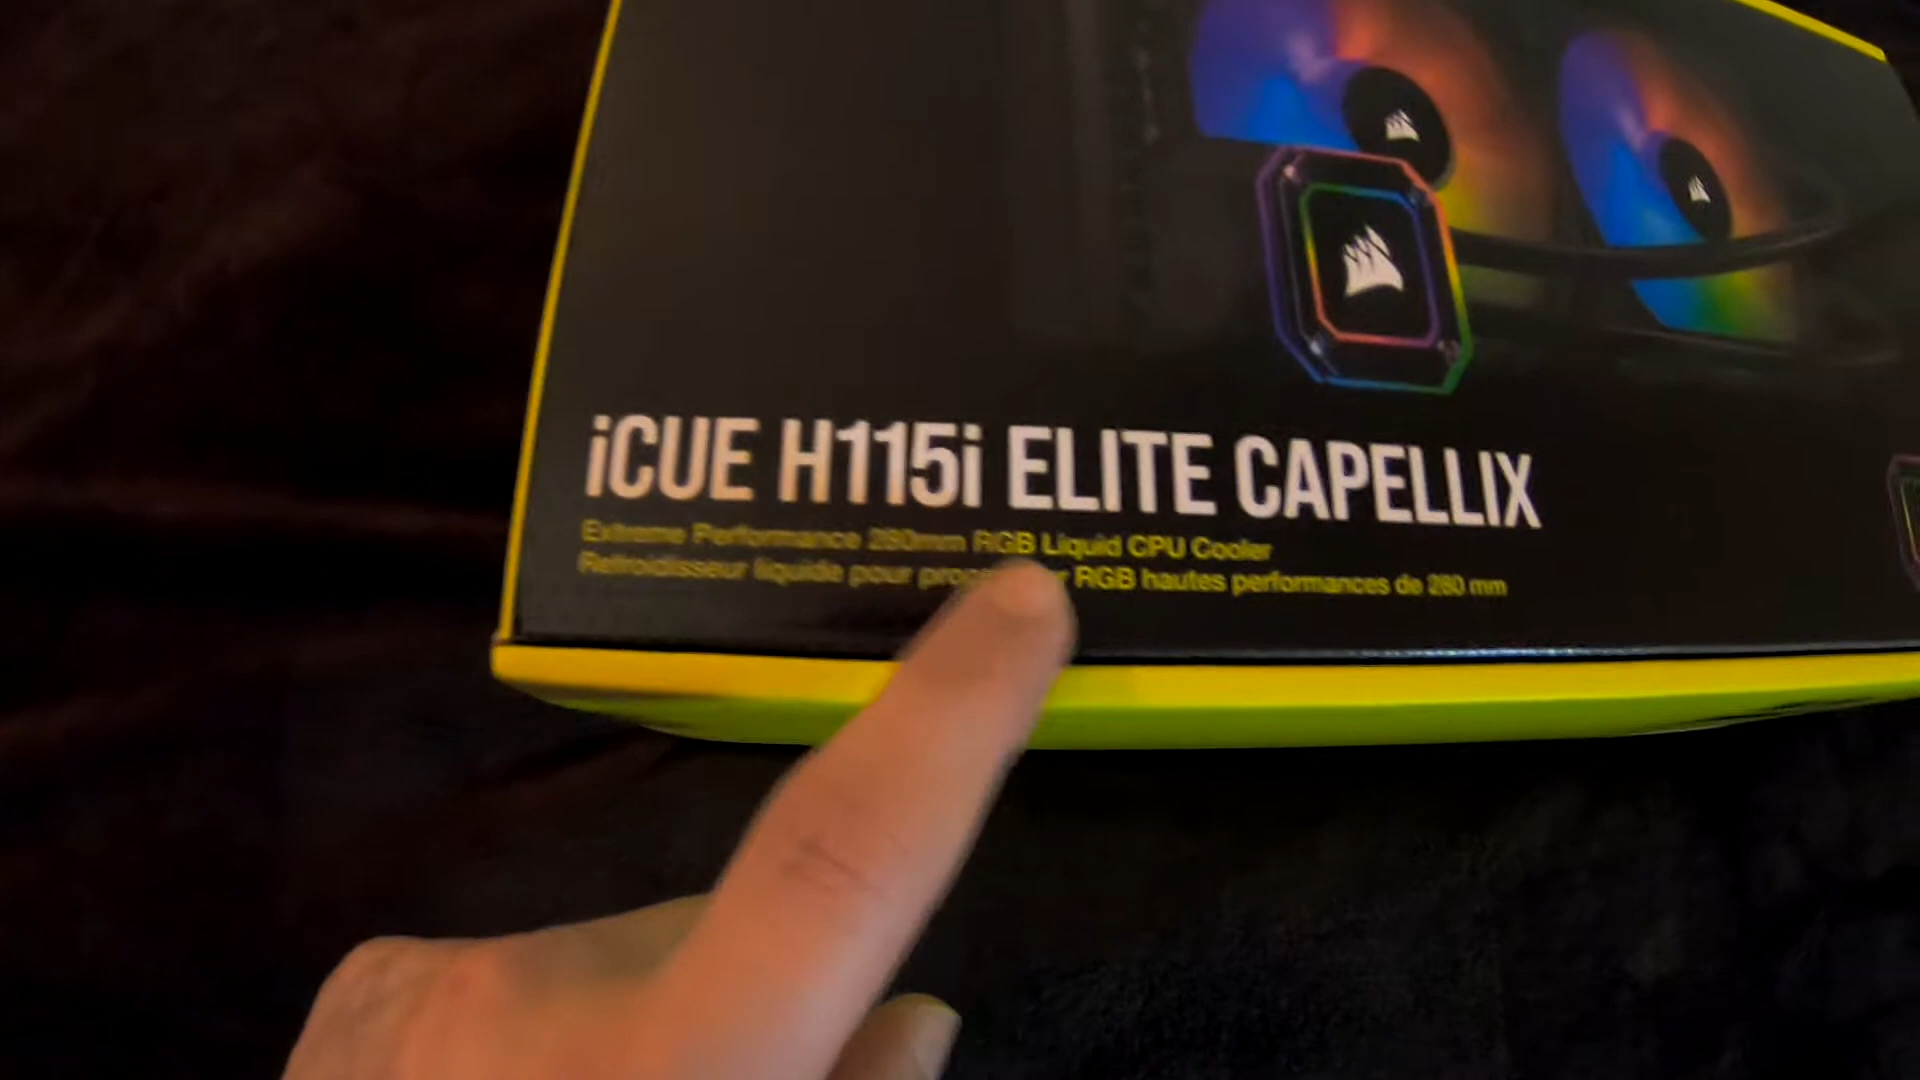 iCUE H115i ELITE CAPELLIX
Extreme Performance 280mm RGB Liquid CPU Cooler
Refroidisseur liquide pour RGB hautes performances de 280 mm